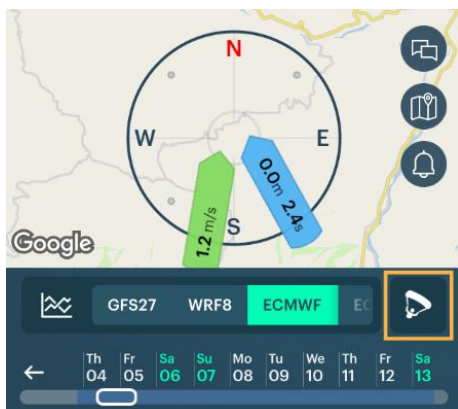 N
W
E
S
1.2 m/s
0.0m 2.4s
Google
GFS27 WRF8 ECMWF EC
Th Fr Sa Su Mo Tu We Th Fr Sa
04 05 06 07 08 09 10 11 12 13